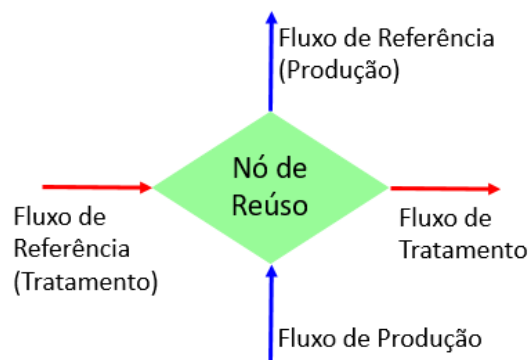 Fluxo de Referência
(Produção)
Nó de
Reúso
Fluxo de
Referência
(Tratamento)
Fluxo de
Tratamento
Fluxo de Produção